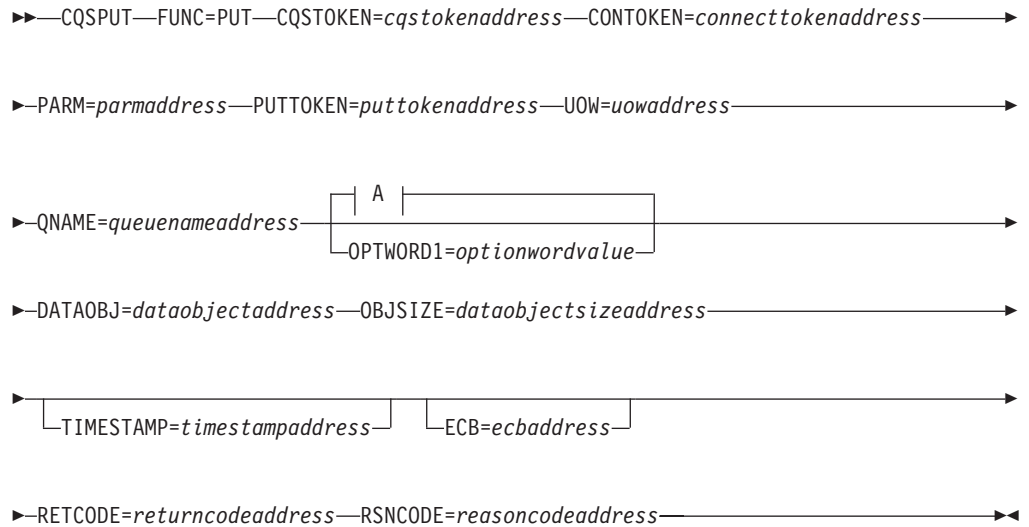 CQSPUT FUNC=PUT CQSTOKEN=cqstokenaddress CONTOKEN=connecttokenaddress
PARM=parmaddress PUTTOKEN=puttokenaddress UOW=uowaddress
A
QNAME=queuenameaddress
OPTWORD1=optionwordvalue
DATAOBJ=dataobjectaddress OBJSIZE=dataobjectsizeaddress
TIMESTAMP=timestampaddress ECB=ecbaddress
RETCODE=returncodeaddress RSNCODE=reasoncodeaddress